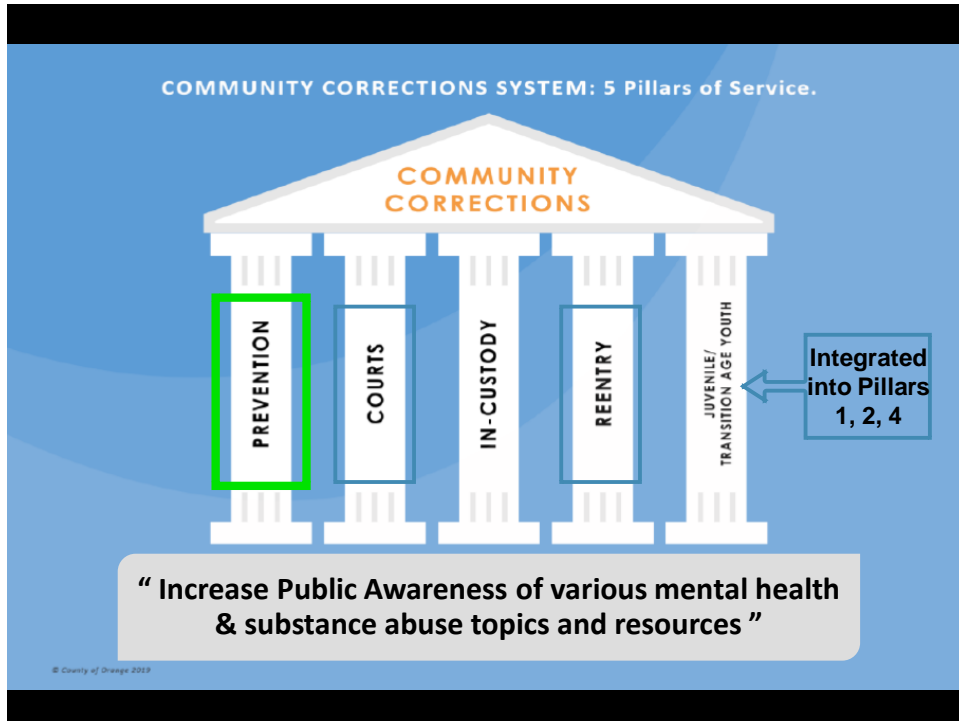 COMMUNITY CORRECTIONS SYSTEM: 5 Pillars of Service.
COMMUNITY
CORRECTIONS
PREVENTION
COURTS
IN-CUSTODY
REENTRY
JUVENILE/
TRANSITION AGE YOUTH
Integrated
into Pillars
1, 2, 4
“ Increase Public Awareness of various mental health
& substance abuse topics and resources ”
© County of Orange 2019